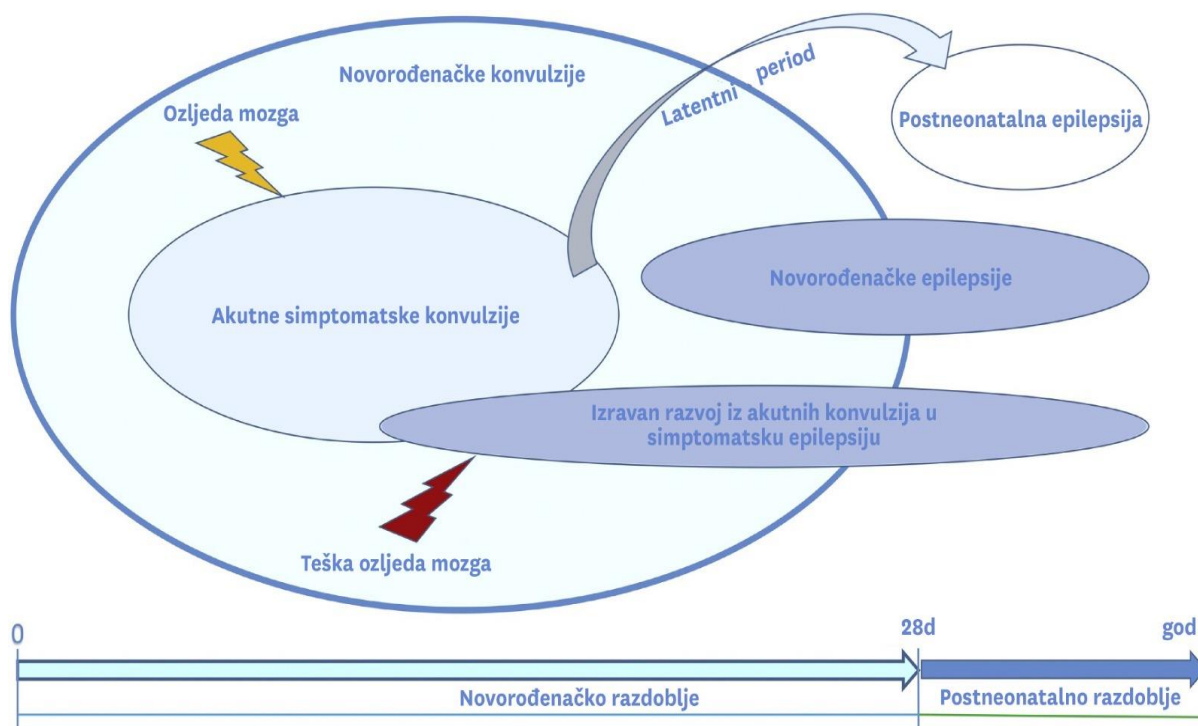 Novorođenačke konvulzije
Ozljeda mozga
Latentni - period
Postneonatalna epilepsija
Akutne simptomatske konvulzije
Novorođenačke epilepsije
Izravan razvoj iz akutnih konvulzija u
simptomatsku epilepsiju
Teška ozljeda mozga
0
28d
god
Novorođenačko razdoblje
Postneonatalno razdoblje